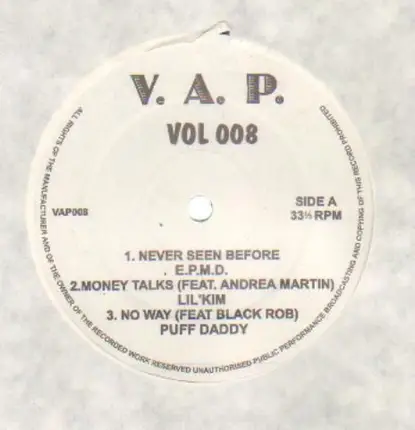 V. A. P.
VOL 008
VAP008
SIDE A
33⅓ RPM
1. NEVER SEEN BEFORE
E.P.M.D.
2.MONEY TALKS (FEAT. ANDREA MARTIN)
LIL'KIM
3. NO WAY (FEAT BLACK ROB)
PUFF DADDY
ALL RIGHTS OF THE MANUFACTURER AND OF THE OWNER OF THE RECORDED WORK RESERVED UNAUTHORISED PUBLIC PERFORMANCE BROADCASTING AND COPYING OF THIS RECORD PROHIBITED